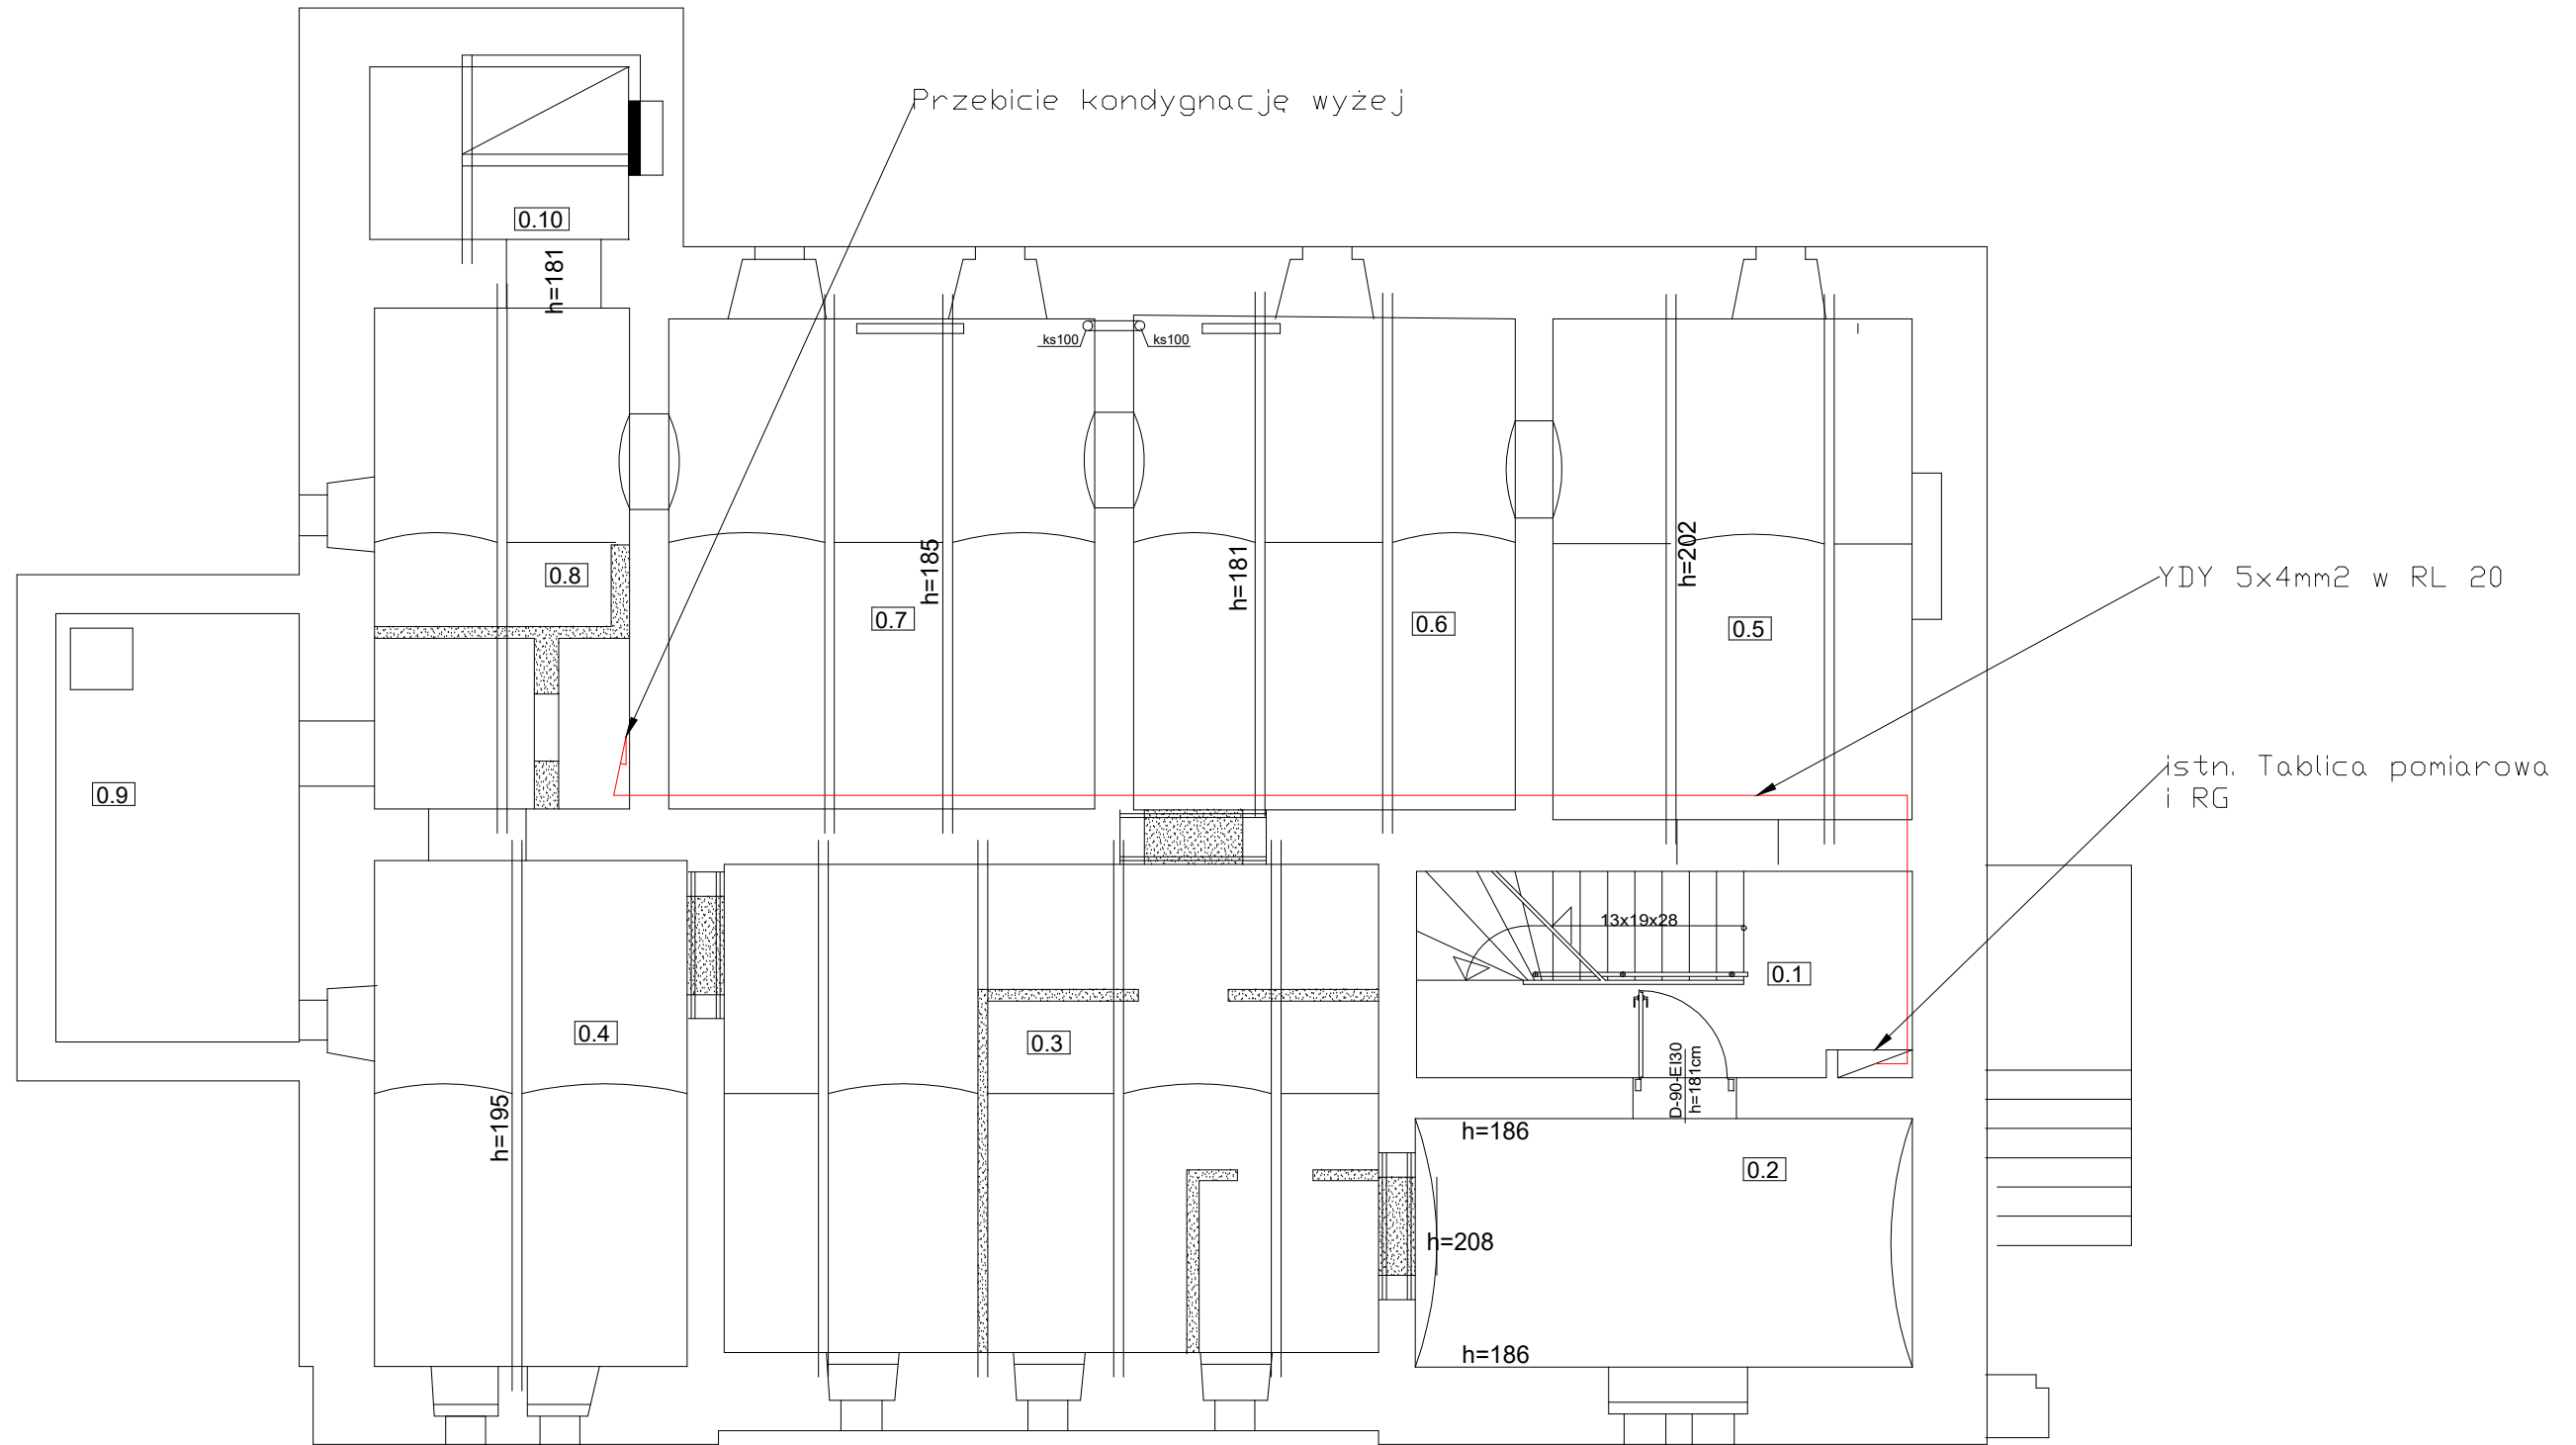 Przebicie kondygnację wyżej
0.10
h=181
ks100
ks100
h=185
h=181
h=202
0.8
0.7
0.6
0.5
YDY 5x4mm2 w RL 20
istn. Tablica pomiarowa
i RG
0.9
13x19x28
0.1
0.4
0.3
D-90-EI30
h=181cm
h=195
h=186
0.2
h=208
h=186